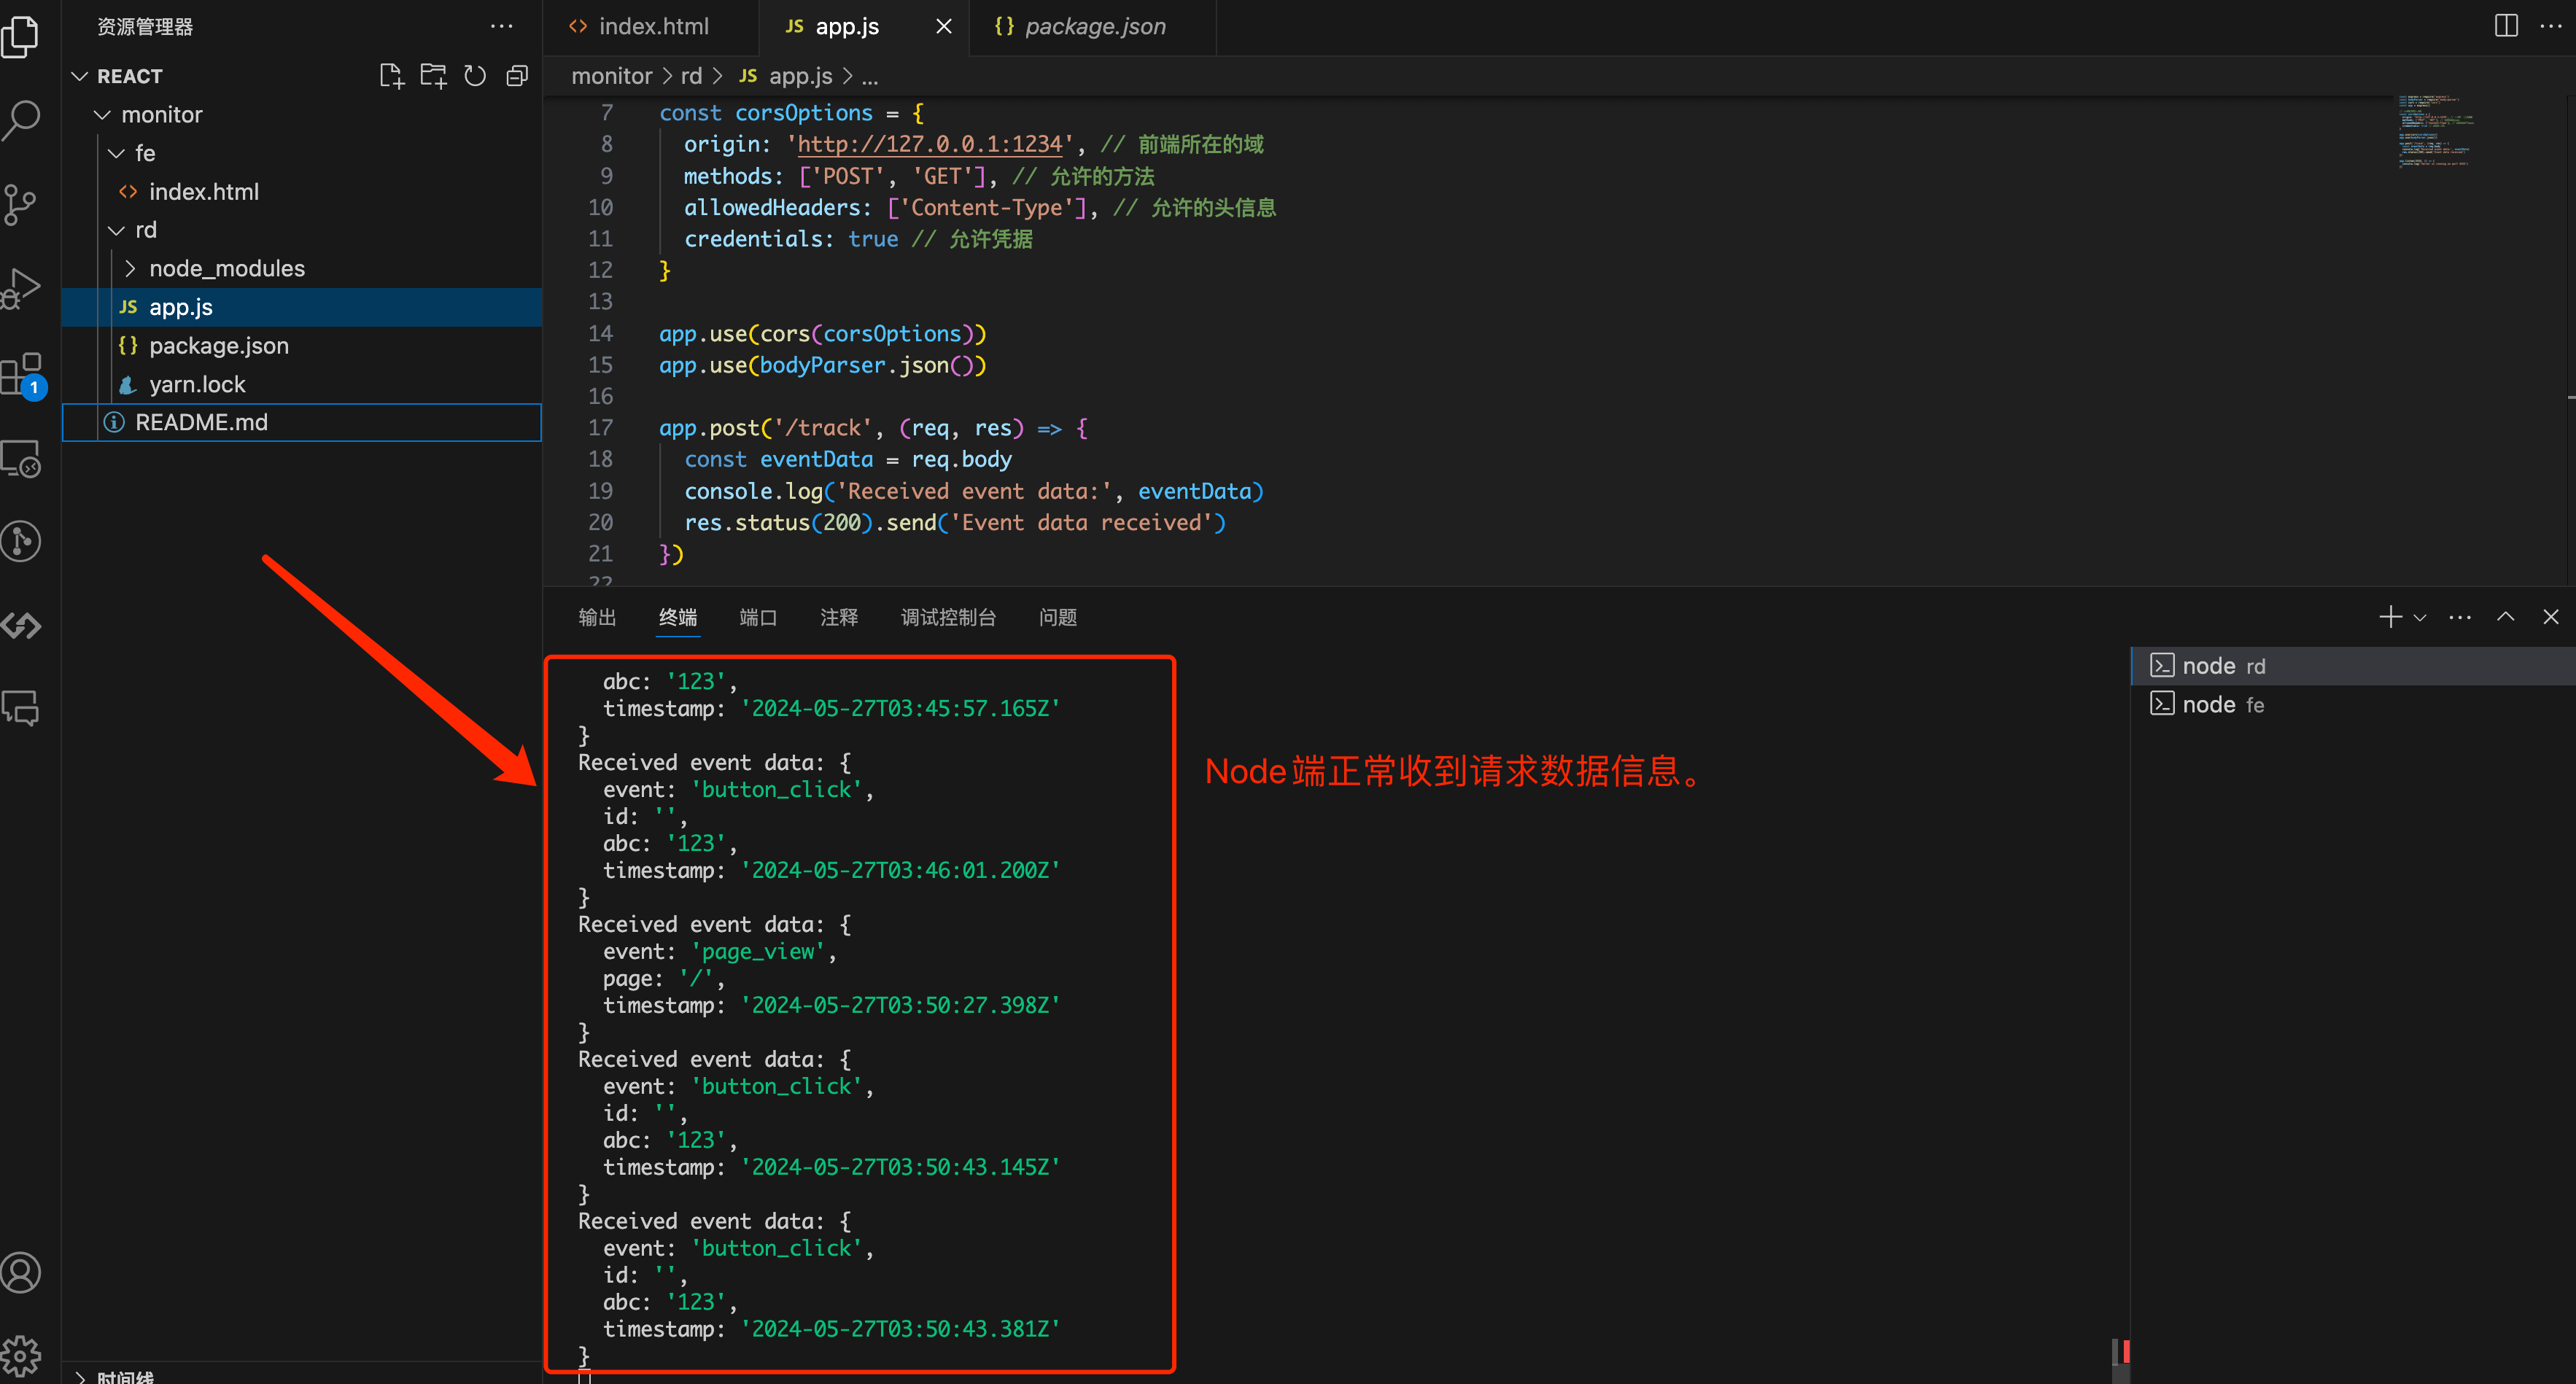 资源管理器
REACT
monitor
fe
index.html
rd
node_modules
JS app.js
{} package.json
yarn.lock
README.md
1
时间线
index.html
JS app.js
{} package.json
monitor > rd > JS app.js > ...
7 const corsOptions = {
8 origin: 'http://127.0.0.1:1234', // 前端所在的域
9 methods: ['POST', 'GET'], // 允许的方法
10 allowedHeaders: ['Content-Type'], // 允许的头信息
11 credentials: true // 允许凭据
12 }
13
14 app.use(cors(corsOptions))
15 app.use(bodyParser.json())
16
17 app.post('/track', (req, res) => {
18 const eventData = req.body
19 console.log('Received event data:', eventData)
20 res.status(200).send('Event data received')
21 })
22
输出 终端 端口 注释 调试控制台 问题
abc: '123',
timestamp: '2024-05-27T03:45:57.165Z'
}
Received event data: {
event: 'button_click',
id: '',
abc: '123',
timestamp: '2024-05-27T03:46:01.200Z'
}
Received event data: {
event: 'page_view',
page: '/',
timestamp: '2024-05-27T03:50:27.398Z'
}
Received event data: {
event: 'button_click',
id: '',
abc: '123',
timestamp: '2024-05-27T03:50:43.145Z'
}
Received event data: {
event: 'button_click',
id: '',
abc: '123',
timestamp: '2024-05-27T03:50:43.381Z'
}
Node端正常收到请求数据信息。
node rd
node fe